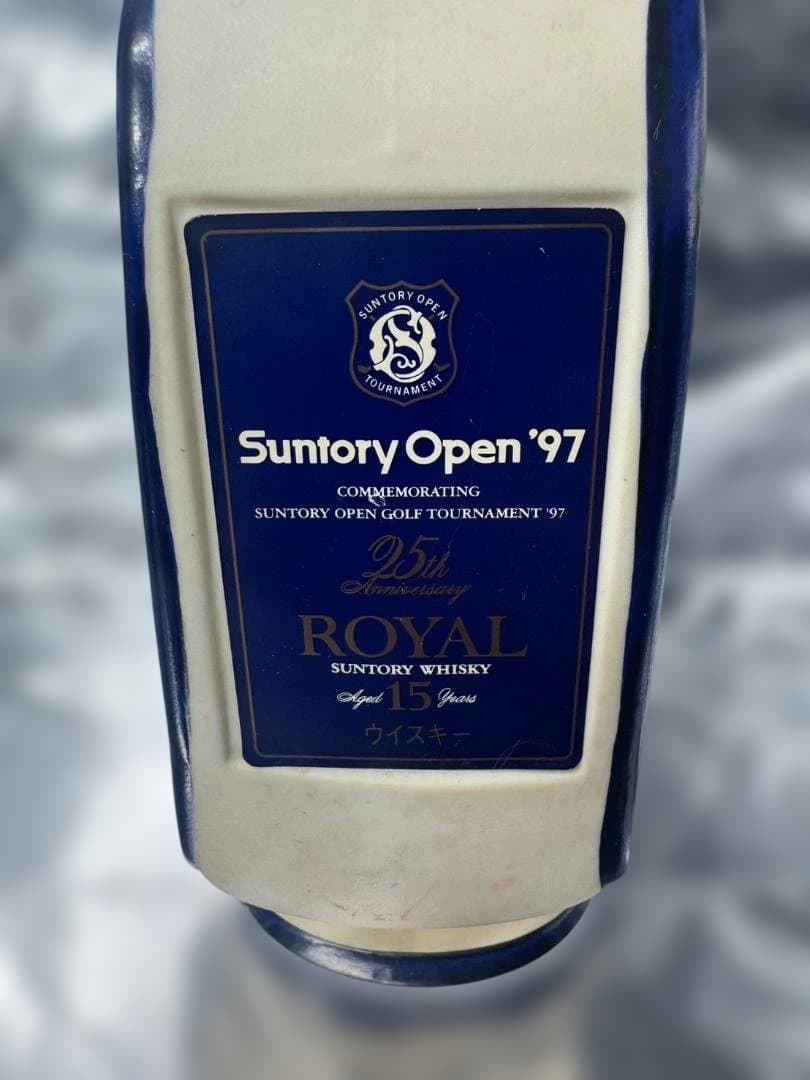 SUNTORY OPEN
TOURNAMENT
Suntory Open '97
COMMEMORATING
SUNTORY OPEN GOLF TOURNAMENT '97
25th
Anniversary
ROYAL
SUNTORY WHISKY
Aged 15 Years
ウイスキー